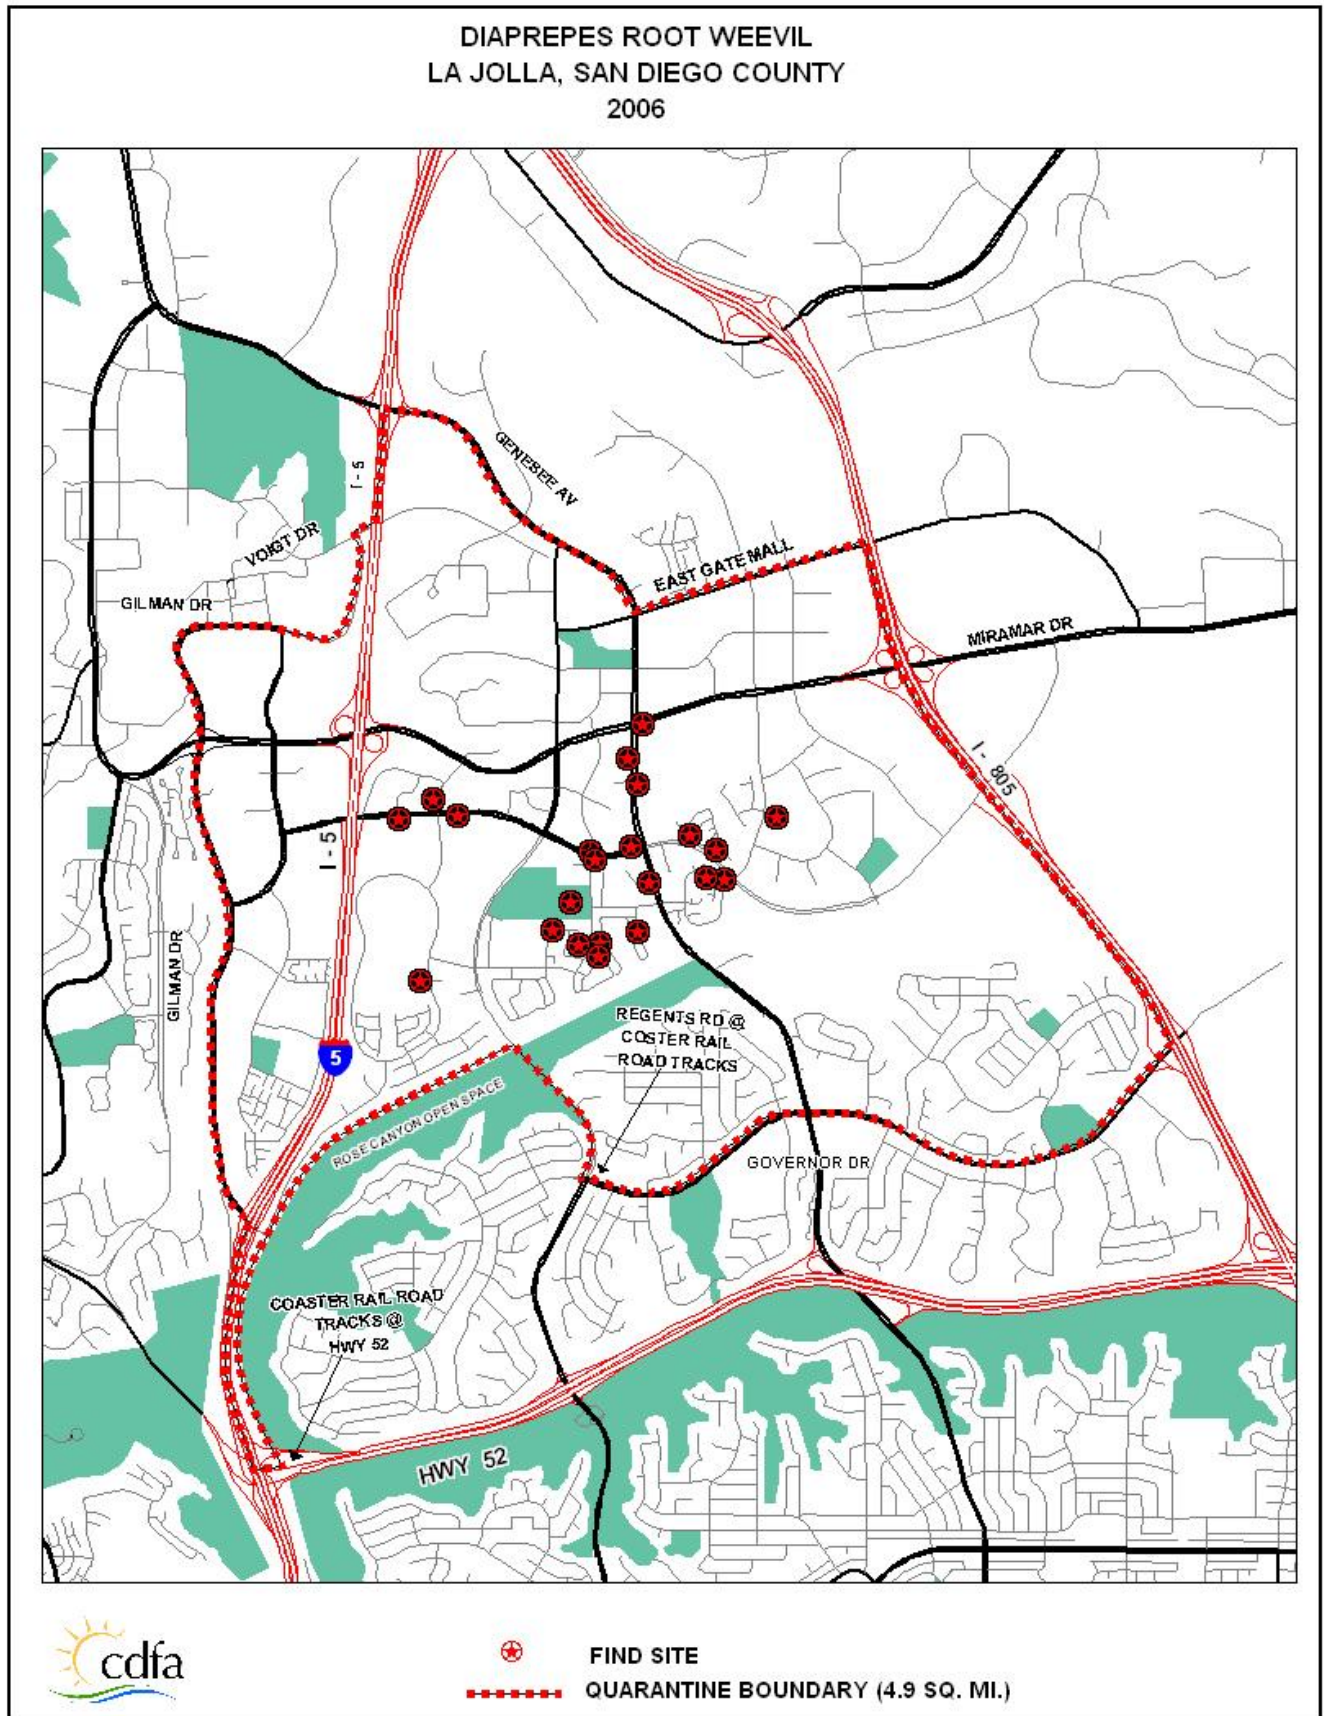 DIAPREPES ROOT WEEVIL
LA JOLLA, SAN DIEGO COUNTY
2006
GENESEE AV
I - 5
VOIGT DR
EAST GATE MALL
GILMAN DR
MIRAMAR DR
I - 805
I - 5
GILMAN DR
REGENTS RD @
COSTER RAIL
ROAD TRACKS
5
ROSE CANYON OPEN SPACE
GOVERNOR DR
COASTER RAIL ROAD
TRACKS @
HWY 52
HWY 52
cdfa
FIND SITE
QUARANTINE BOUNDARY (4.9 SQ. MI.)